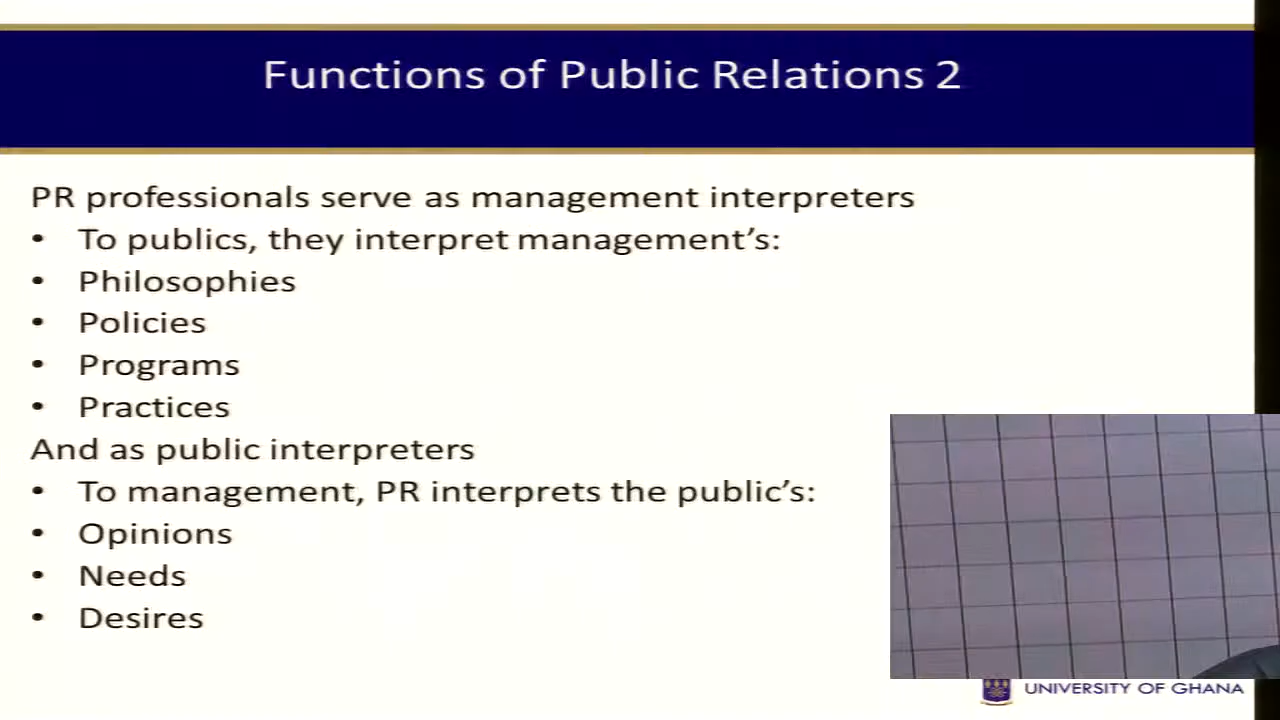 Functions of Public Relations 2
PR professionals serve as management interpreters
• To publics, they interpret management’s:
• Philosophies
• Policies
• Programs
• Practices
And as public interpreters
• To management, PR interprets the public’s:
• Opinions
• Needs
• Desires
UNIVERSITY OF GHANA